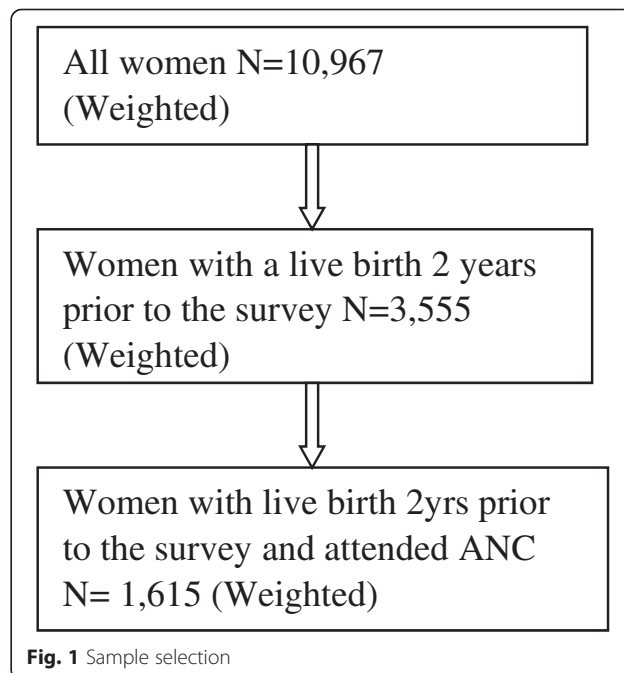 All women N=10,967
(Weighted)
Women with a live birth 2 years
prior to the survey N=3,555
(Weighted)
Women with live birth 2yrs prior
to the survey and attended ANC
N= 1,615 (Weighted)
Fig. 1 Sample selection